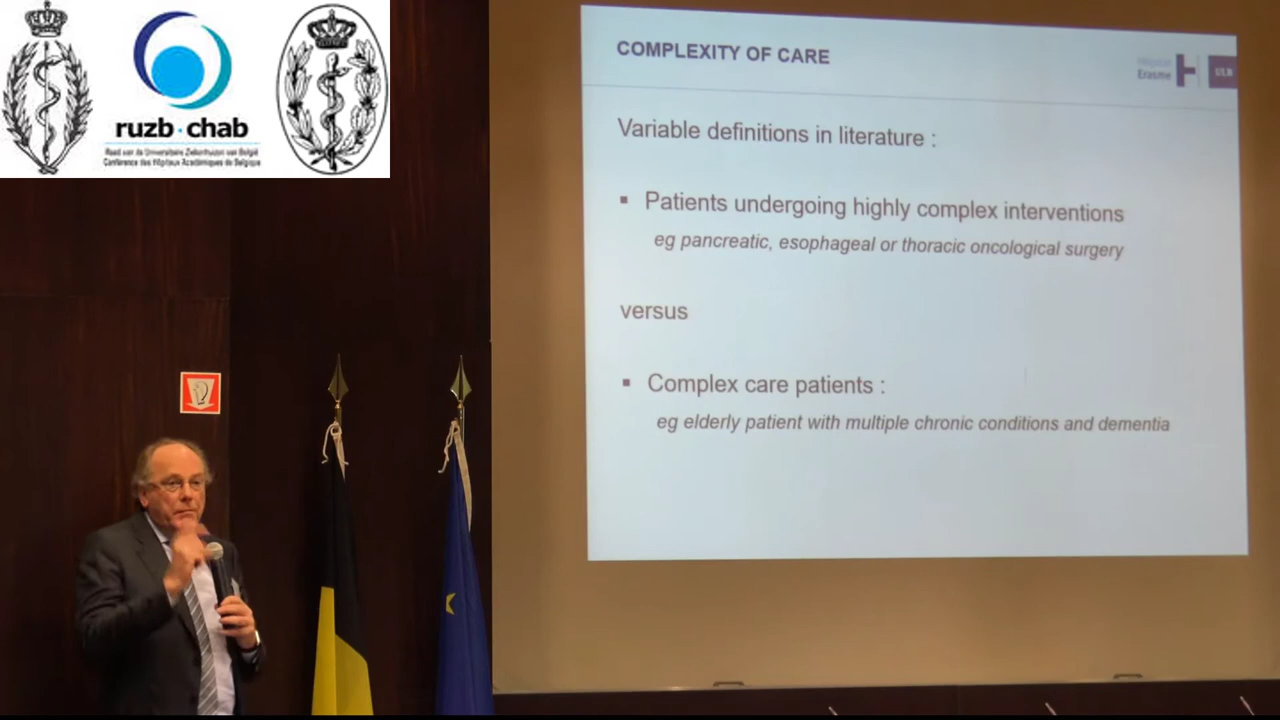 ruzb·chab
Raad van de Universitaire Ziekenhuizen van België
Conférence des Hôpitaux Académiques de Belgique
COMPLEXITY OF CARE
Erasme
ULB
Variable definitions in literature :
▪ Patients undergoing highly complex interventions
eg pancreatic, esophageal or thoracic oncological surgery
versus
▪ Complex care patients :
eg elderly patient with multiple chronic conditions and dementia